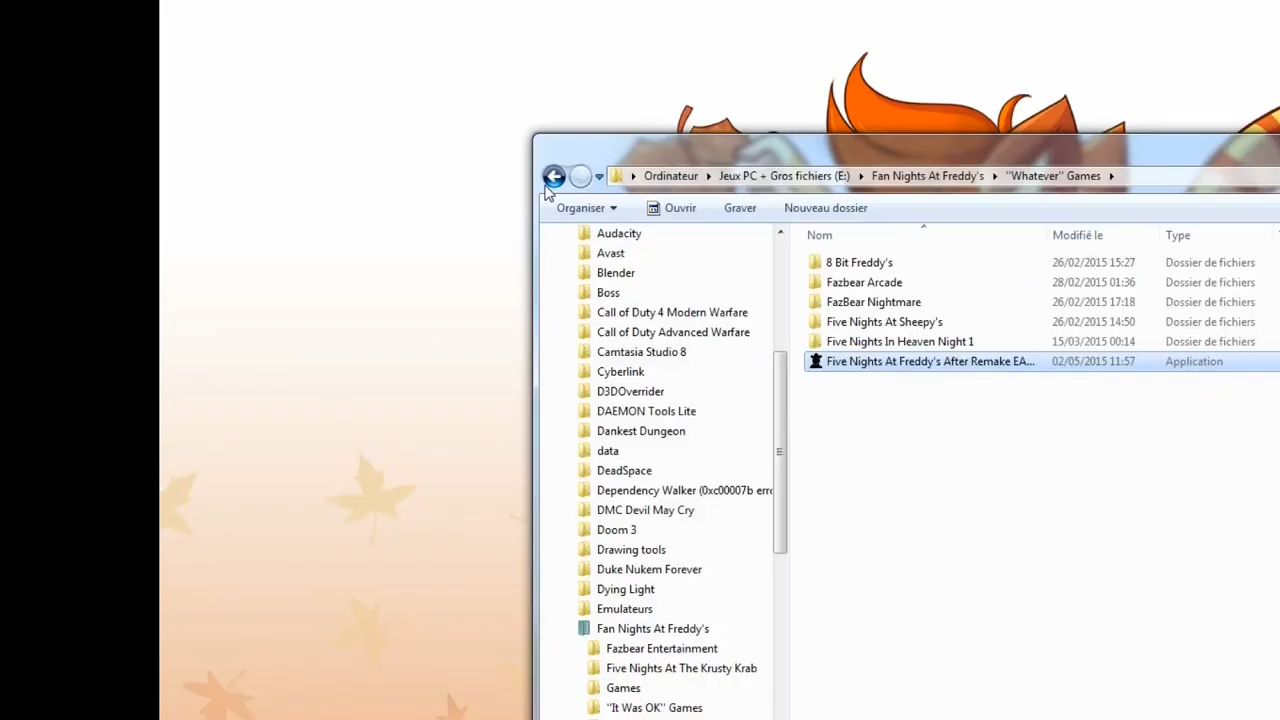 Ordinateur Jeux PC + Gros fichiers (E:) Fan Nights At Freddy's "Whatever" Games
Organiser Ouvrir Graver Nouveau dossier
Nom Modifié le Type
8 Bit Freddy's 26/02/2015 15:27 Dossier de fichiers
Fazbear Arcade 28/02/2015 01:36 Dossier de fichiers
FazBear Nightmare 26/02/2015 17:18 Dossier de fichiers
Five Nights At Sheepy's 26/02/2015 14:50 Dossier de fichiers
Five Nights In Heaven Night 1 15/03/2015 00:14 Dossier de fichiers
Five Nights At Freddy's After Remake EA... 02/05/2015 11:57 Application
Audacity
Avast
Blender
Boss
Call of Duty 4 Modern Warfare
Call of Duty Advanced Warfare
Camtasia Studio 8
Cyberlink
D3DOverrider
DAEMON Tools Lite
Dankest Dungeon
data
DeadSpace
Dependency Walker (0xc00007b erro
DMC Devil May Cry
Doom 3
Drawing tools
Duke Nukem Forever
Dying Light
Emulateurs
Fan Nights At Freddy's
Fazbear Entertainment
Five Nights At The Krusty Krab
Games
"It Was OK" Games